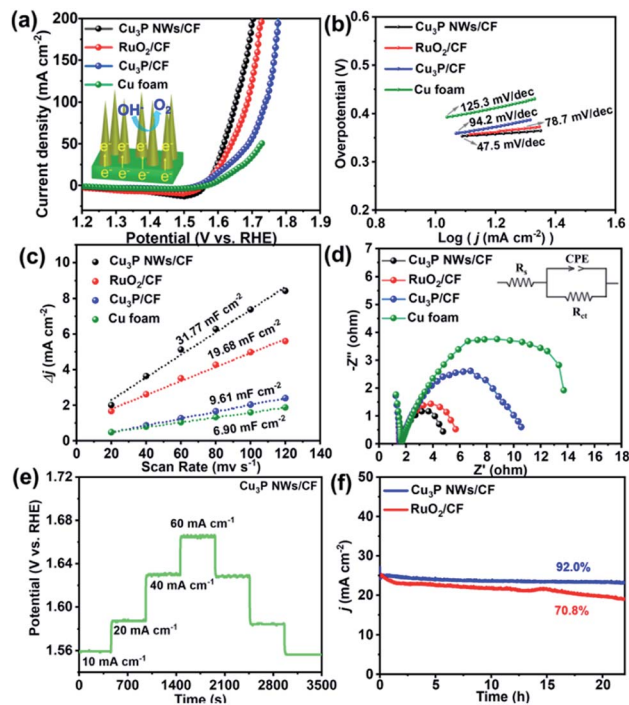 (a)
Cu₃P NWs/CF
RuO₂/CF
Cu₃P/CF
Cu foam
OH⁻
O₂
e⁻ e⁻ e⁻ e⁻
e⁻ e⁻ e⁻ e⁻
Current density (mA cm⁻²)
200
150
100
50
0
1.2 1.3 1.4 1.5 1.6 1.7 1.8 1.9
Potential (V vs. RHE)
(b)
Cu₃P NWs/CF
RuO₂/CF
Cu₃P/CF
Cu foam
125.3 mV/dec
94.2 mV/dec
78.7 mV/dec
47.5 mV/dec
Overpotential (V)
0.6
0.5
0.4
0.3
0.2
0.8 1.0 1.2 1.4 1.6
Log ( j (mA cm⁻²)
(c)
Cu₃P NWs/CF
RuO₂/CF
Cu₃P/CF
Cu foam
31.77 mF cm⁻²
19.68 mF cm⁻²
9.61 mF cm⁻²
6.90 mF cm⁻²
Δj (mA cm⁻²)
10
8
6
4
2
0
0 20 40 60 80 100 120 140
Scan Rate (mv s⁻¹)
(d)
Cu₃P NWs/CF
RuO₂/CF
Cu₃P/CF
Cu foam
Rₛ
CPE
R꜀ₜ
-Z" (ohm)
-7
-6
-5
-4
-3
-2
-1
0
0 2 4 6 8 10 12 14 16 18
Z' (ohm)
(e)
Cu₃P NWs/CF
60 mA cm⁻¹
40 mA cm⁻¹
20 mA cm⁻¹
10 mA cm⁻¹
Potential (V vs. RHE)
1.72
1.68
1.64
1.60
1.56
0 700 1400 2100 2800 3500
Time (s)
(f)
Cu₃P NWs/CF
RuO₂/CF
92.0%
70.8%
j (mA cm⁻²)
50
40
30
20
10
0
0 5 10 15 20
Time (h)